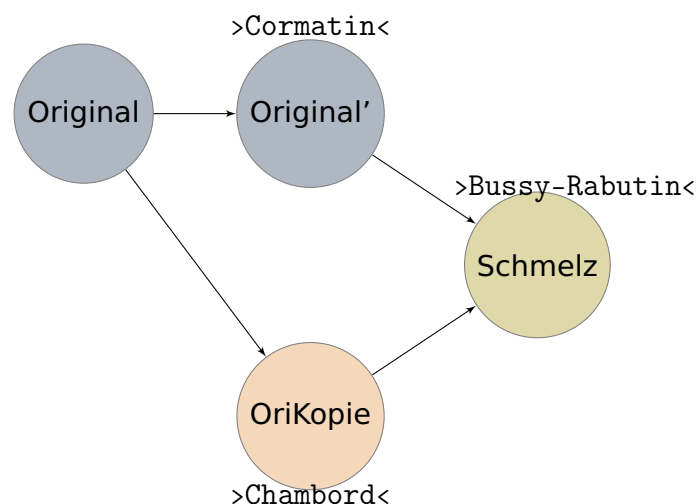 >Cormatin<
Original
Original’
>Bussy-Rabutin<
Schmelz
OriKopie
>Chambord<